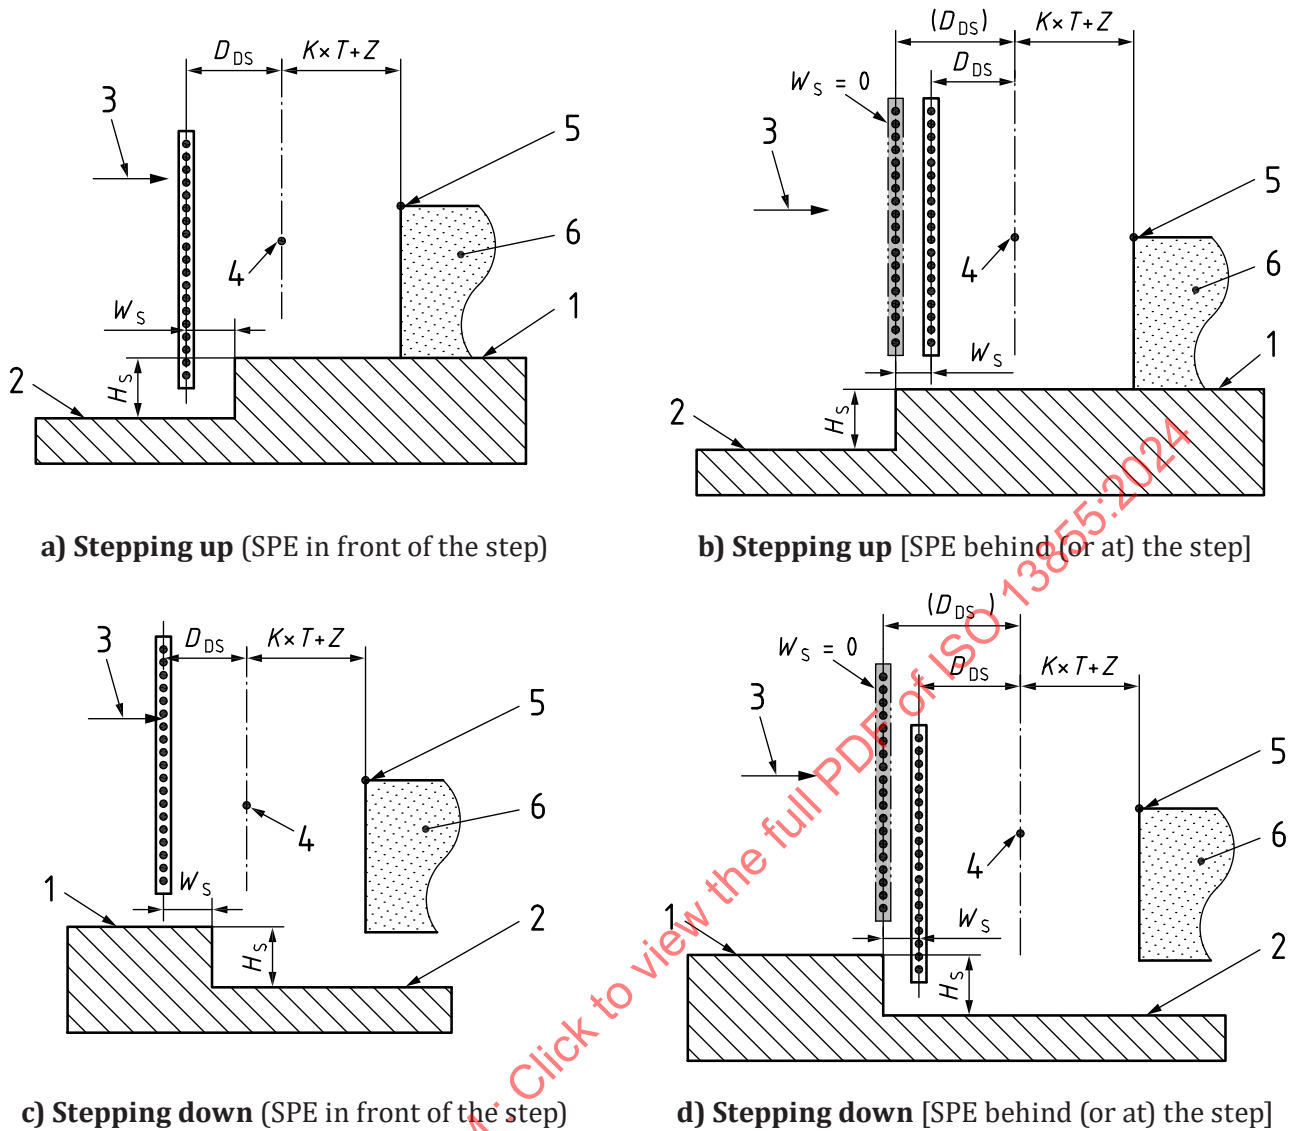 D_DS K×T+Z
3
5
6
4
W_S
1
2
H_S
a) Stepping up (SPE in front of the step)
(D_DS) K×T+Z
D_DS
W_S = 0
3
5
6
4
W_S
1
2
H_S
b) Stepping up [SPE behind (or at) the step]
D_DS K×T+Z
3
5
6
4
W_S
1
2
H_S
c) Stepping down (SPE in front of the step)
(D_DS) K×T+Z
D_DS
W_S = 0
3
5
6
4
1
W_S
2
H_S
d) Stepping down [SPE behind (or at) the step]
: Click to view the full PDF of ISO 13855:2024